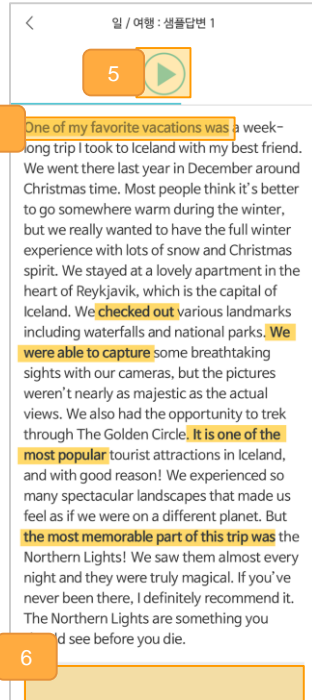 일 / 여행 : 샘플답변 1
5
One of my favorite vacations was a week-
long trip I took to Iceland with my best friend.
We went there last year in December around
Christmas time. Most people think it's better
to go somewhere warm during the winter,
but we really wanted to have the full winter
experience with lots of snow and Christmas
spirit. We stayed at a lovely apartment in the
heart of Reykjavik, which is the capital of
Iceland. We checked out various landmarks
including waterfalls and national parks. We
were able to capture some breathtaking
sights with our cameras, but the pictures
weren't nearly as majestic as the actual
views. We also had the opportunity to trek
through The Golden Circle. It is one of the
most popular tourist attractions in Iceland,
and with good reason! We experienced so
many spectacular landscapes that made us
feel as if we were on a different planet. But
the most memorable part of this trip was the
Northern Lights! We saw them almost every
night and they were truly magical. If you've
never been there, I definitely recommend it.
The Northern Lights are something you
see before you die.
6